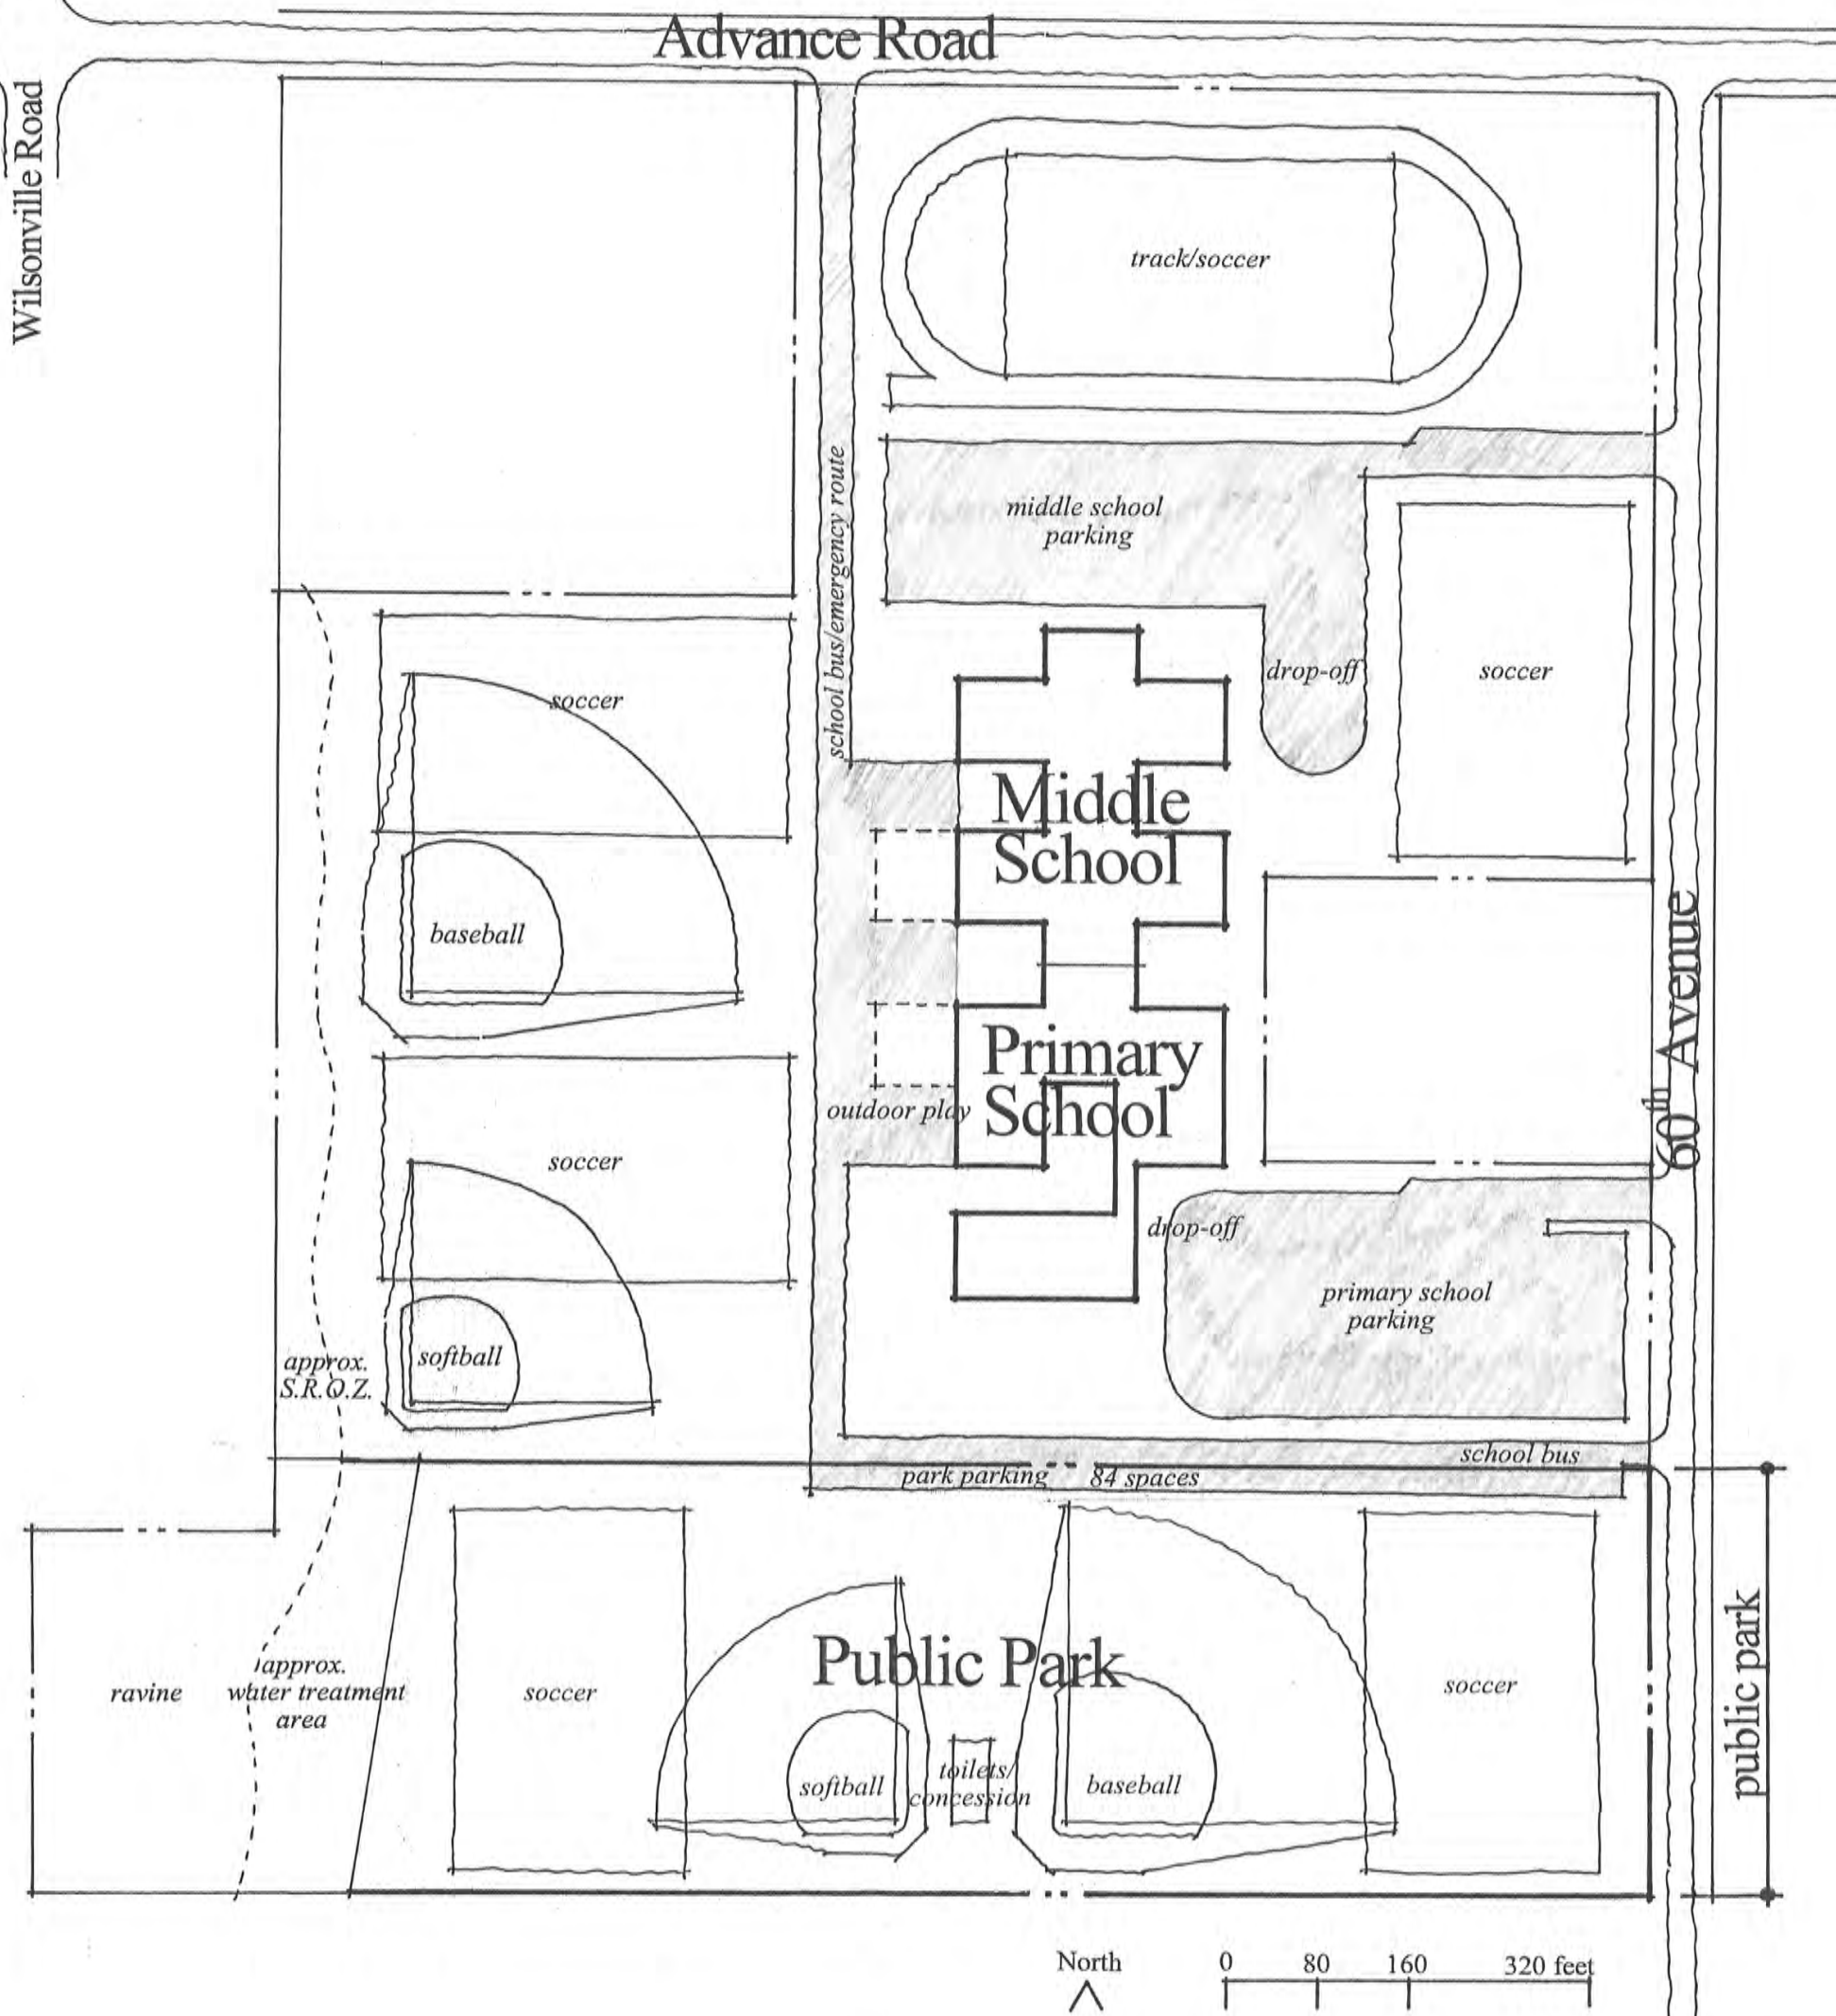 Advance Road
Wilsonville Road
track/soccer
school bus/emergency route
middle school
parking
drop-off
soccer
soccer
Middle
School
baseball
60th Avenue
Primary
School
outdoor play
soccer
drop-off
primary school
parking
softball
approx.
S.R.O.Z.
school bus
park parking 84 spaces
Public Park
public park
approx.
water treatment
area
ravine
soccer
soccer
softball
toilets/
concession
baseball
North
0 80 160 320 feet